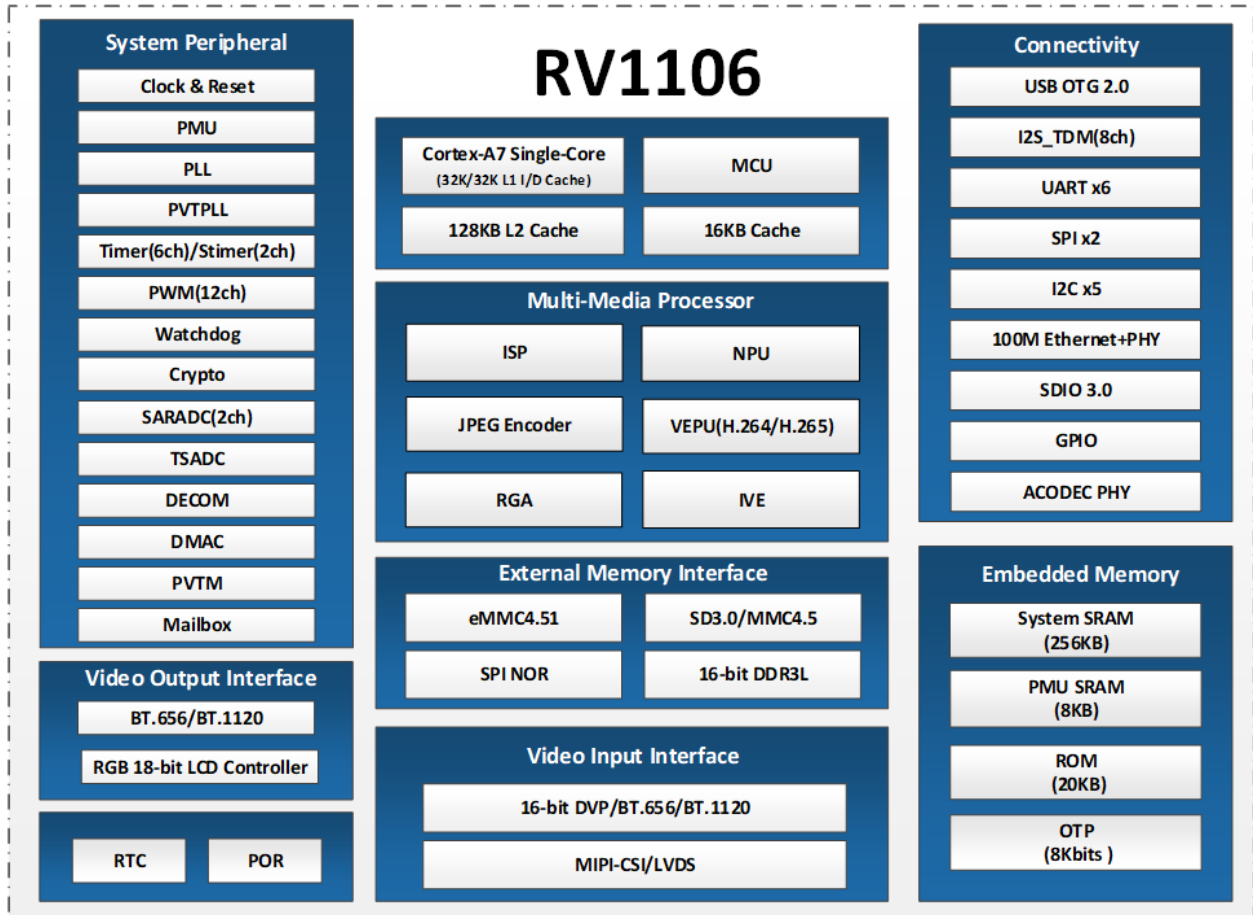 RV1106
System Peripheral
Clock & Reset
PMU
PLL
PVTPLL
Timer(6ch)/Stimer(2ch)
PWM(12ch)
Watchdog
Crypto
SARADC(2ch)
TSADC
DECOM
DMAC
PVTM
Mailbox
Video Output Interface
BT.656/BT.1120
RGB 18-bit LCD Controller
RTC
POR
Cortex-A7 Single-Core
(32K/32K L1 I/D Cache)
MCU
128KB L2 Cache
16KB Cache
Multi-Media Processor
ISP
NPU
JPEG Encoder
VEPU(H.264/H.265)
RGA
IVE
External Memory Interface
eMMC4.51
SD3.0/MMC4.5
SPI NOR
16-bit DDR3L
Video Input Interface
16-bit DVP/BT.656/BT.1120
MIPI-CSI/LVDS
Connectivity
USB OTG 2.0
I2S_TDM(8ch)
UART x6
SPI x2
I2C x5
100M Ethernet+PHY
SDIO 3.0
GPIO
ACODEC PHY
Embedded Memory
System SRAM
(256KB)
PMU SRAM
(8KB)
ROM
(20KB)
OTP
(8Kbits )